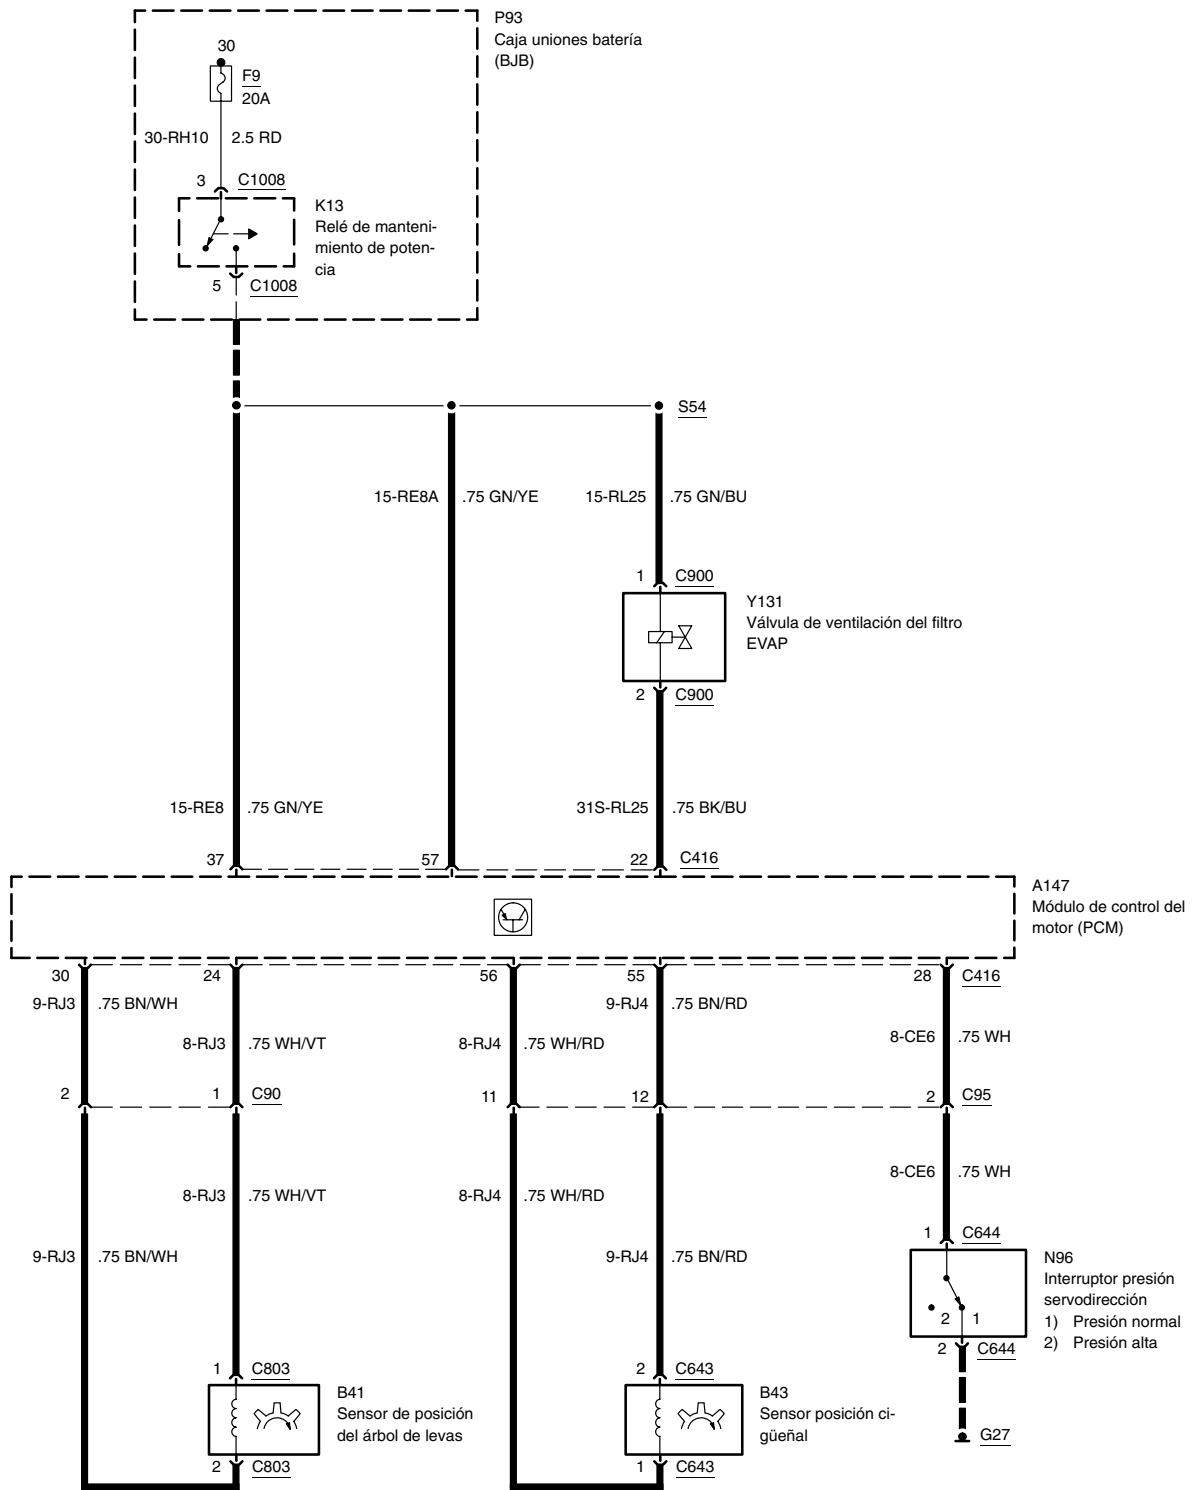 P93
Caja uniones batería
(BJB)
30
F9
20A
30-RH10 2.5 RD
3 C1008
K13
Relé de manteni-
miento de poten-
cia
5 C1008
S54
15-RE8A .75 GN/YE 15-RL25 .75 GN/BU
1 C900
Y131
Válvula de ventilación del filtro
EVAP
2 C900
15-RE8 .75 GN/YE 31S-RL25 .75 BK/BU
37 57 22 C416
A147
Módulo de control del
motor (PCM)
30 24 56 55 28 C416
9-RJ3 .75 BN/WH 9-RJ4 .75 BN/RD
8-RJ3 .75 WH/VT 8-RJ4 .75 WH/RD 8-CE6 .75 WH
2 1 C90 11 12 2 C95
8-CE6 .75 WH
8-RJ3 .75 WH/VT 8-RJ4 .75 WH/RD
1 C644
9-RJ3 .75 BN/WH 9-RJ4 .75 BN/RD
N96
Interruptor presión
servodirección
1) Presión normal
2) Presión alta
2 1
2 C644
1 C803 2 C643
B41
Sensor de posición
del árbol de levas
B43
Sensor posición ci-
güeñal
G27
2 C803 1 C643